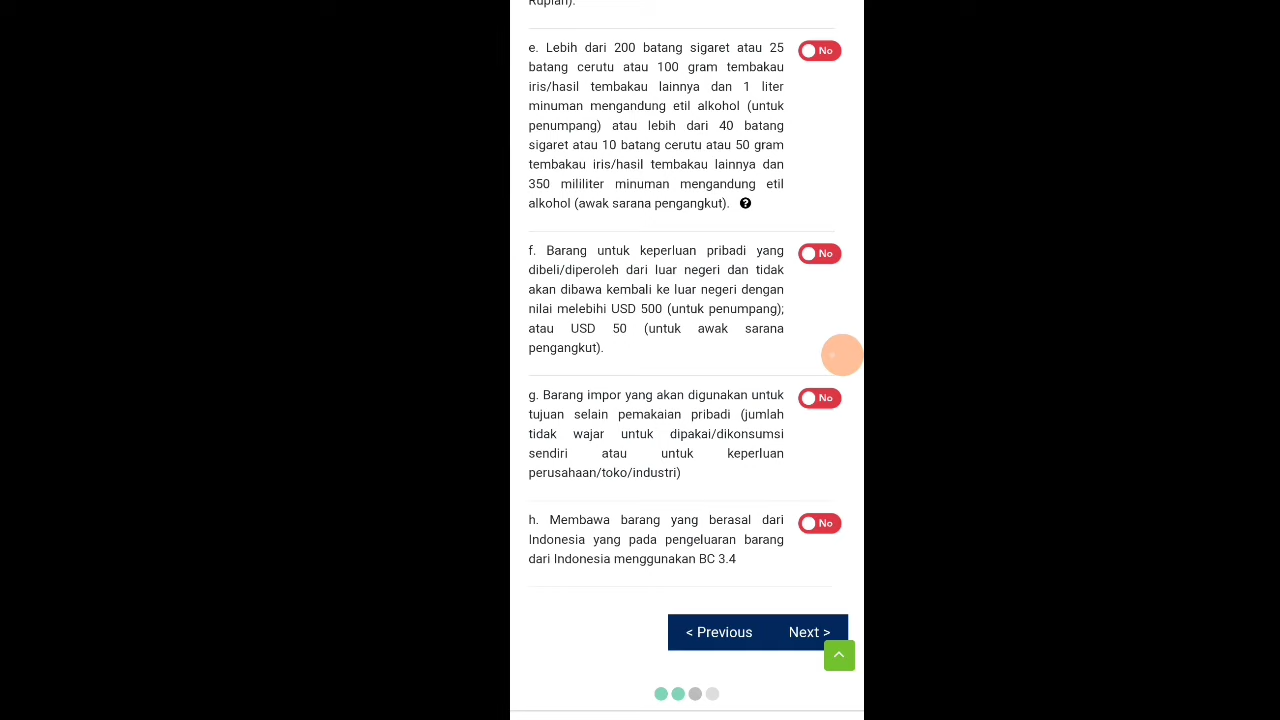 Rupiah).
e. Lebih dari 200 batang sigaret atau 25
batang cerutu atau 100 gram tembakau
iris/hasil tembakau lainnya dan 1 liter
minuman mengandung etil alkohol (untuk
penumpang) atau lebih dari 40 batang
sigaret atau 10 batang cerutu atau 50 gram
tembakau iris/hasil tembakau lainnya dan
350 mililiter minuman mengandung etil
alkohol (awak sarana pengangkut). ?
No
f. Barang untuk keperluan pribadi yang
dibeli/diperoleh dari luar negeri dan tidak
akan dibawa kembali ke luar negeri dengan
nilai melebihi USD 500 (untuk penumpang);
atau USD 50 (untuk awak sarana
pengangkut).
No
g. Barang impor yang akan digunakan untuk
tujuan selain pemakaian pribadi (jumlah
tidak wajar untuk dipakai/dikonsumsi
sendiri atau untuk keperluan
perusahaan/toko/industri)
No
h. Membawa barang yang berasal dari
Indonesia yang pada pengeluaran barang
dari Indonesia menggunakan BC 3.4
No
< Previous Next >